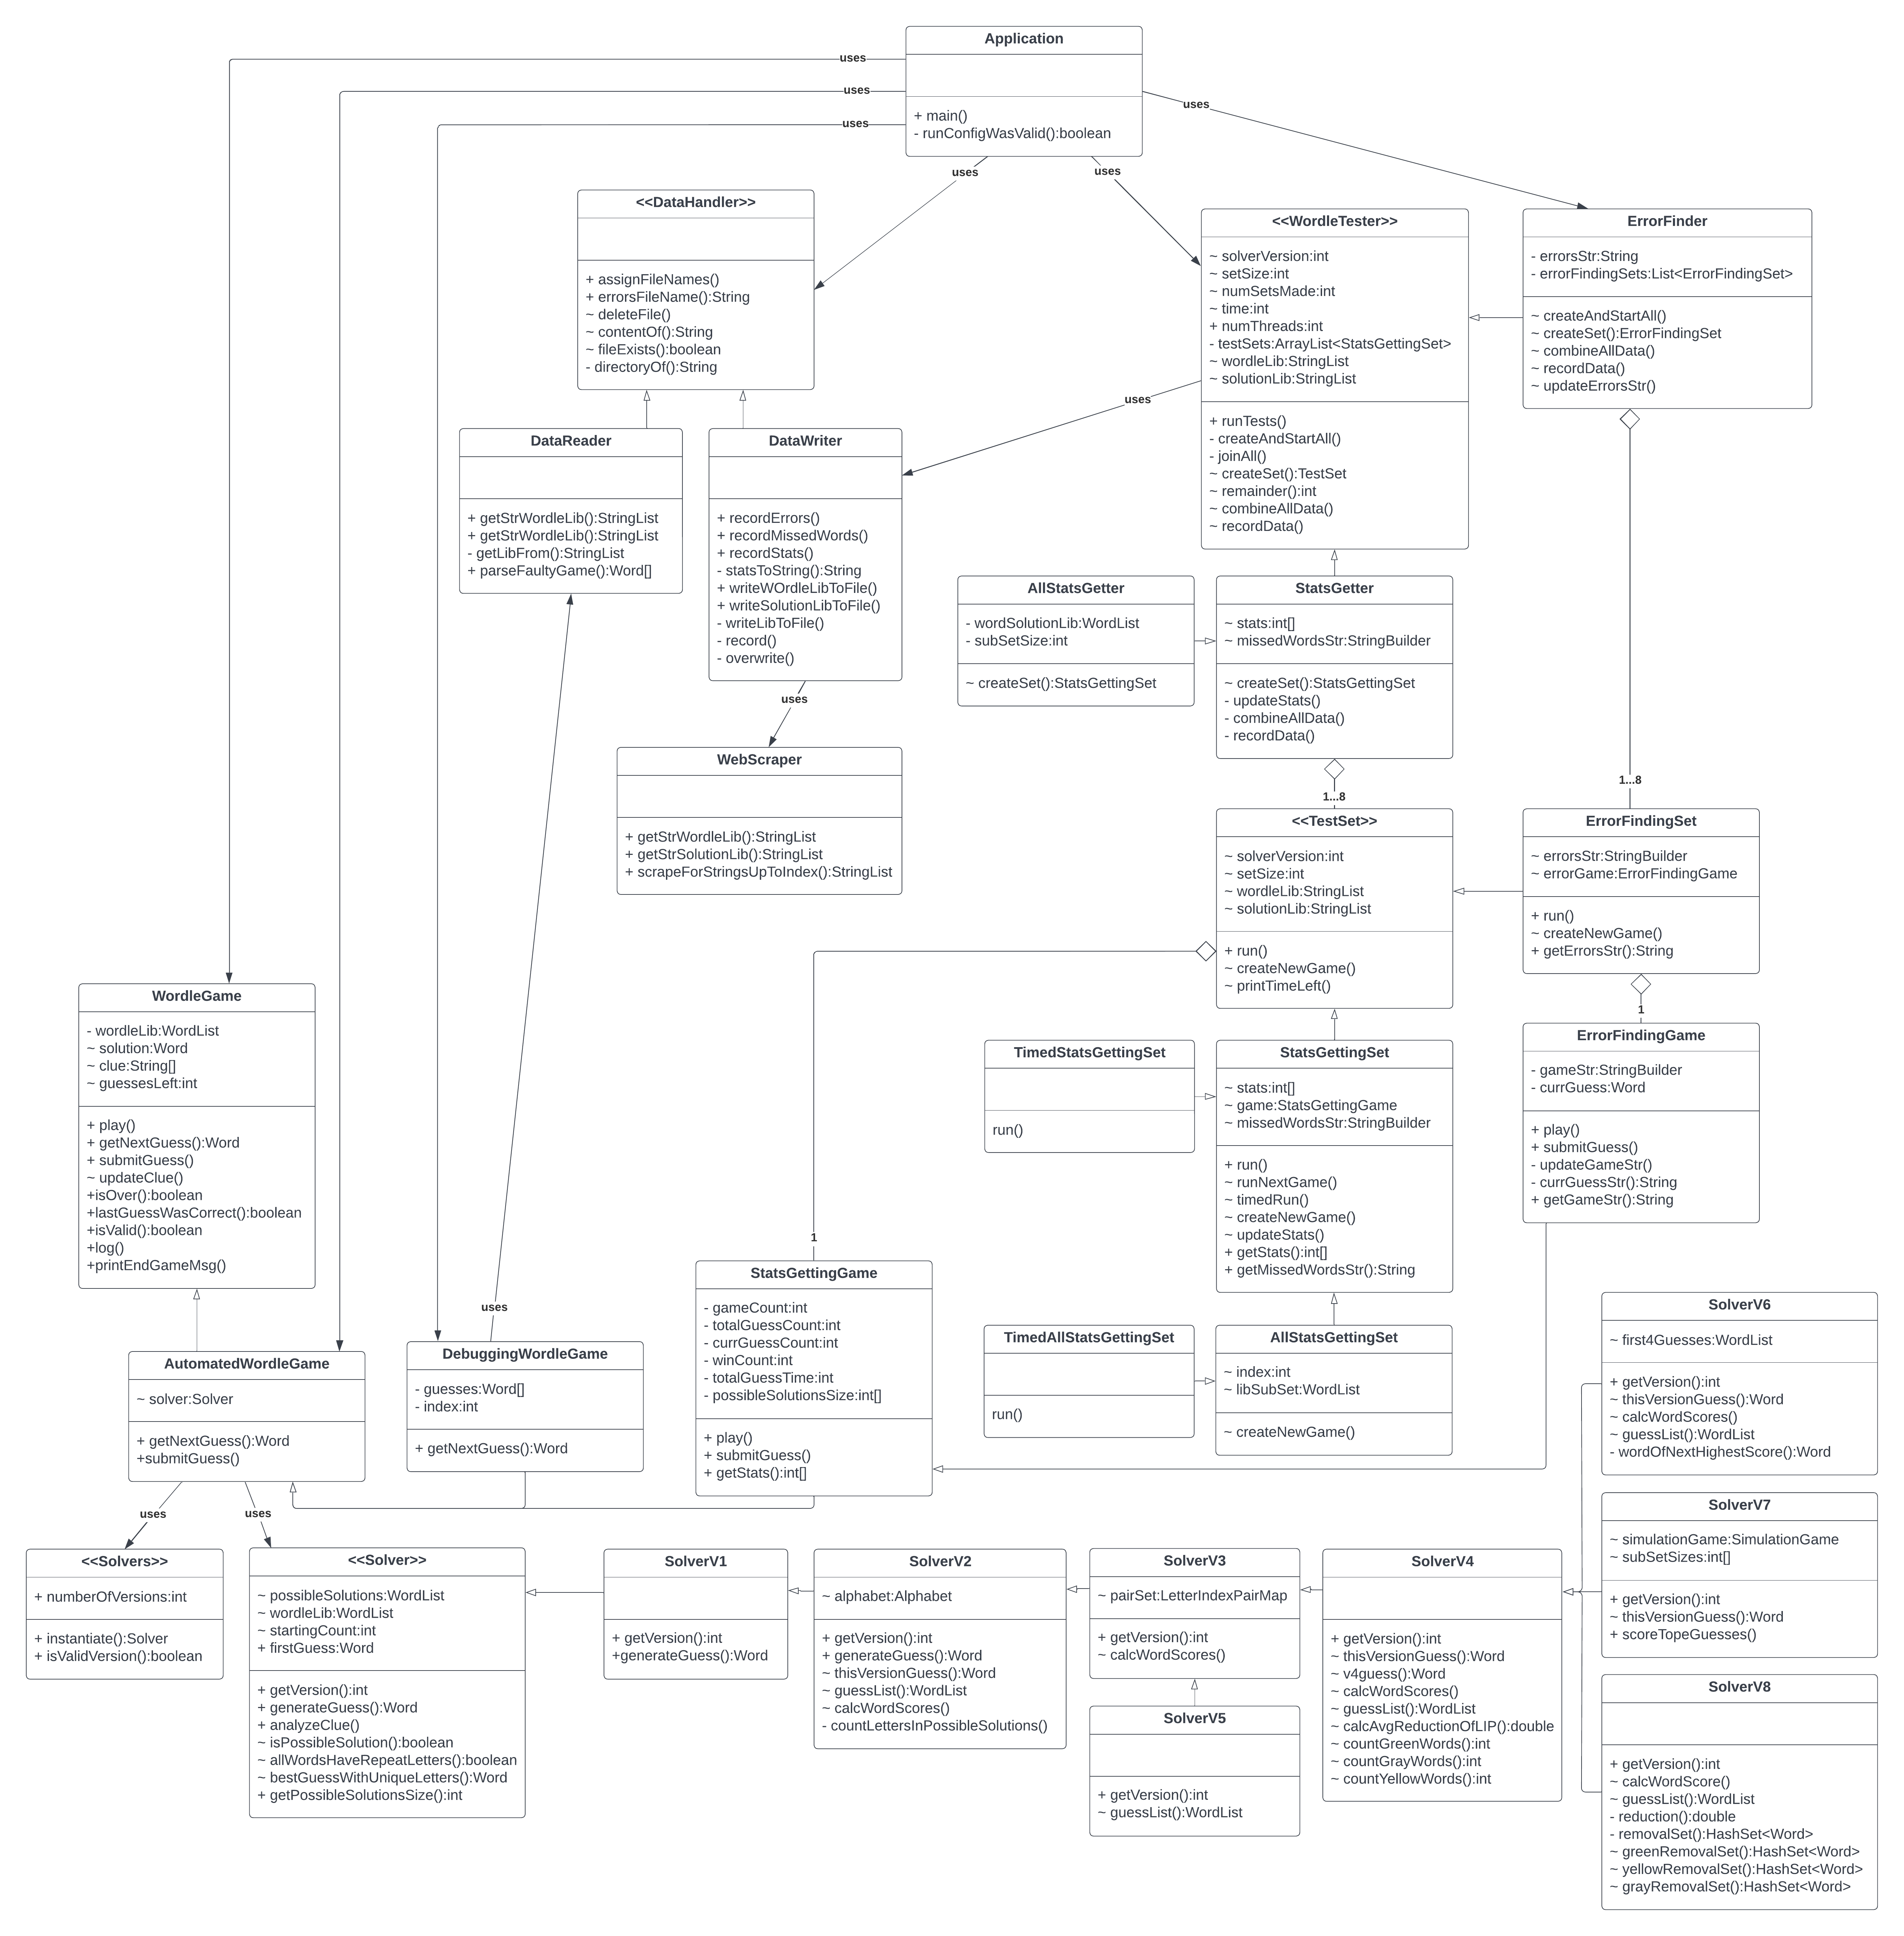 Application
+ main()
- runConfigWasValid():boolean
uses
uses
uses
uses
uses
uses
<<DataHandler>>
+ assignFileNames()
+ errorsFileName():String
~ deleteFile()
~ contentOf():String
~ fileExists():boolean
- directoryOf():String
<<WordleTester>>
~ solverVersion:int
~ setSize:int
~ numSetsMade:int
~ time:int
+ numThreads:int
- testSets:ArrayList<StatsGettingSet>
~ wordleLib:StringList
~ solutionLib:StringList
+ runTests()
- createAndStartAll()
- joinAll()
~ createSet():TestSet
~ remainder():int
~ combineAllData()
~ recordData()
ErrorFinder
- errorsStr:String
- errorFindingSets:List<ErrorFindingSet>
~ createAndStartAll()
~ createSet():ErrorFindingSet
~ combineAllData()
~ recordData()
~ updateErrorsStr()
uses
DataReader
+ getStrWordleLib():StringList
+ getStrWordleLib():StringList
- getLibFrom():StringList
+ parseFaultyGame():Word[]
DataWriter
+ recordErrors()
+ recordMissedWords()
+ recordStats()
- statsToString():String
+ writeWOrdleLibToFile()
+ writeSolutionLibToFile()
- writeLibToFile()
- record()
- overwrite()
uses
WebScraper
+ getStrWordleLib():StringList
+ getStrSolutionLib():StringList
+ scrapeForStringsUpToIndex():StringList
AllStatsGetter
- wordSolutionLib:WordList
- subSetSize:int
~ createSet():StatsGettingSet
StatsGetter
~ stats:int[]
~ missedWordsStr:StringBuilder
~ createSet():StatsGettingSet
- updateStats()
- combineAllData()
- recordData()
1...8
1...8
<<TestSet>>
~ solverVersion:int
~ setSize:int
~ wordleLib:StringList
~ solutionLib:StringList
+ run()
~ createNewGame()
~ printTimeLeft()
ErrorFindingSet
~ errorsStr:StringBuilder
~ errorGame:ErrorFindingGame
+ run()
~ createNewGame()
+ getErrorsStr():String
1
WordleGame
- wordleLib:WordList
~ solution:Word
~ clue:String[]
~ guessesLeft:int
+ play()
+ getNextGuess():Word
+ submitGuess()
~ updateClue()
+isOver():boolean
+lastGuessWasCorrect():boolean
+isValid():boolean
+log()
+printEndGameMsg()
TimedStatsGettingSet
run()
StatsGettingSet
~ stats:int[]
~ game:StatsGettingGame
~ missedWordsStr:StringBuilder
+ run()
~ runNextGame()
~ timedRun()
~ createNewGame()
~ updateStats()
+ getStats():int[]
+ getMissedWordsStr():String
ErrorFindingGame
- gameStr:StringBuilder
- currGuess:Word
+ play()
+ submitGuess()
- updateGameStr()
- currGuessStr():String
+ getGameStr():String
1
uses
AutomatedWordleGame
~ solver:Solver
+ getNextGuess():Word
+submitGuess()
DebuggingWordleGame
- guesses:Word[]
- index:int
+ getNextGuess():Word
StatsGettingGame
- gameCount:int
- totalGuessCount:int
- currGuessCount:int
- winCount:int
- totalGuessTime:int
- possibleSolutionsSize:int[]
+ play()
+ submitGuess()
+ getStats():int[]
TimedAllStatsGettingSet
run()
AllStatsGettingSet
~ index:int
~ libSubSet:WordList
~ createNewGame()
SolverV6
~ first4Guesses:WordList
+ getVersion():int
~ thisVersionGuess():Word
~ calcWordScores()
~ guessList():WordList
- wordOfNextHighestScore():Word
uses
uses
<<Solvers>>
+ numberOfVersions:int
+ instantiate():Solver
+ isValidVersion():boolean
<<Solver>>
~ possibleSolutions:WordList
~ wordleLib:WordList
~ startingCount:int
+ firstGuess:Word
+ getVersion():int
+ generateGuess():Word
+ analyzeClue()
~ isPossibleSolution():boolean
~ allWordsHaveRepeatLetters():boolean
~ bestGuessWithUniqueLetters():Word
+ getPossibleSolutionsSize():int
SolverV1
+ getVersion():int
+generateGuess():Word
SolverV2
~ alphabet:Alphabet
+ getVersion():int
+ generateGuess():Word
~ thisVersionGuess():Word
~ guessList():WordList
~ calcWordScores()
- countLettersInPossibleSolutions()
SolverV3
~ pairSet:LetterIndexPairMap
+ getVersion():int
~ calcWordScores()
SolverV5
+ getVersion():int
~ guessList():WordList
SolverV4
+ getVersion():int
~ thisVersionGuess():Word
~ v4guess():Word
~ calcWordScores()
~ guessList():WordList
~ calcAvgReductionOfLIP():double
~ countGreenWords():int
~ countGrayWords():int
~ countYellowWords():int
SolverV7
~ simulationGame:SimulationGame
~ subSetSizes:int[]
+ getVersion():int
~ thisVersionGuess():Word
+ scoreTopeGuesses()
SolverV8
+ getVersion():int
~ calcWordScore()
~ guessList():WordList
- reduction():double
- removalSet():HashSet<Word>
~ greenRemovalSet():HashSet<Word>
~ yellowRemovalSet():HashSet<Word>
~ grayRemovalSet():HashSet<Word>